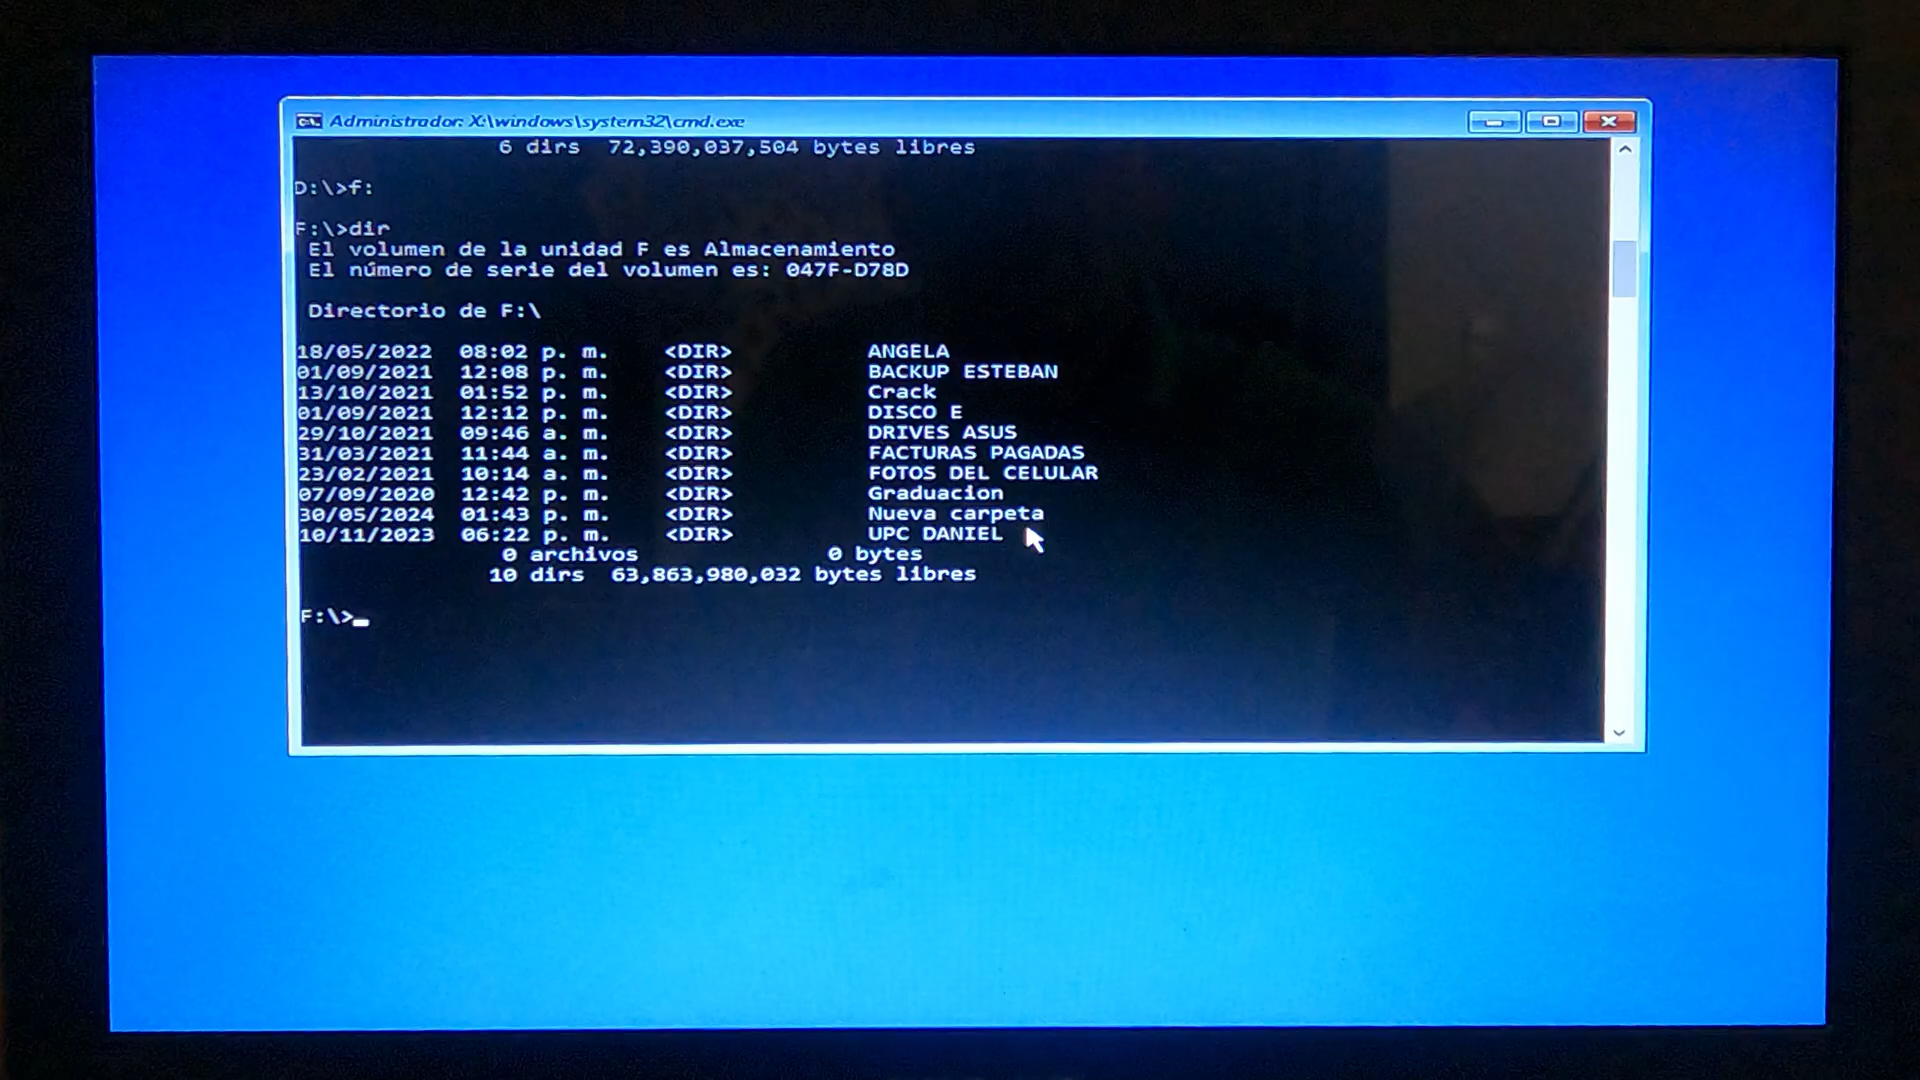 Administrador: X:\windows\system32\cmd.exe
6 dirs 72,390,037,504 bytes libres
D:\>f:
F:\>dir
El volumen de la unidad F es Almacenamiento
El número de serie del volumen es: 047F-D78D
Directorio de F:\
18/05/2022 08:02 p. m. <DIR> ANGELA
01/09/2021 12:08 p. m. <DIR> BACKUP ESTEBAN
13/10/2021 01:52 p. m. <DIR> Crack
01/09/2021 12:12 p. m. <DIR> DISCO E
29/10/2021 09:46 a. m. <DIR> DRIVES ASUS
31/03/2021 11:44 a. m. <DIR> FACTURAS PAGADAS
23/02/2021 10:14 a. m. <DIR> FOTOS DEL CELULAR
07/09/2020 12:42 p. m. <DIR> Graduacion
30/05/2024 01:43 p. m. <DIR> Nueva carpeta
10/11/2023 06:22 p. m. <DIR> UPC DANIEL
0 archivos 0 bytes
10 dirs 63,863,980,032 bytes libres
F:\>_